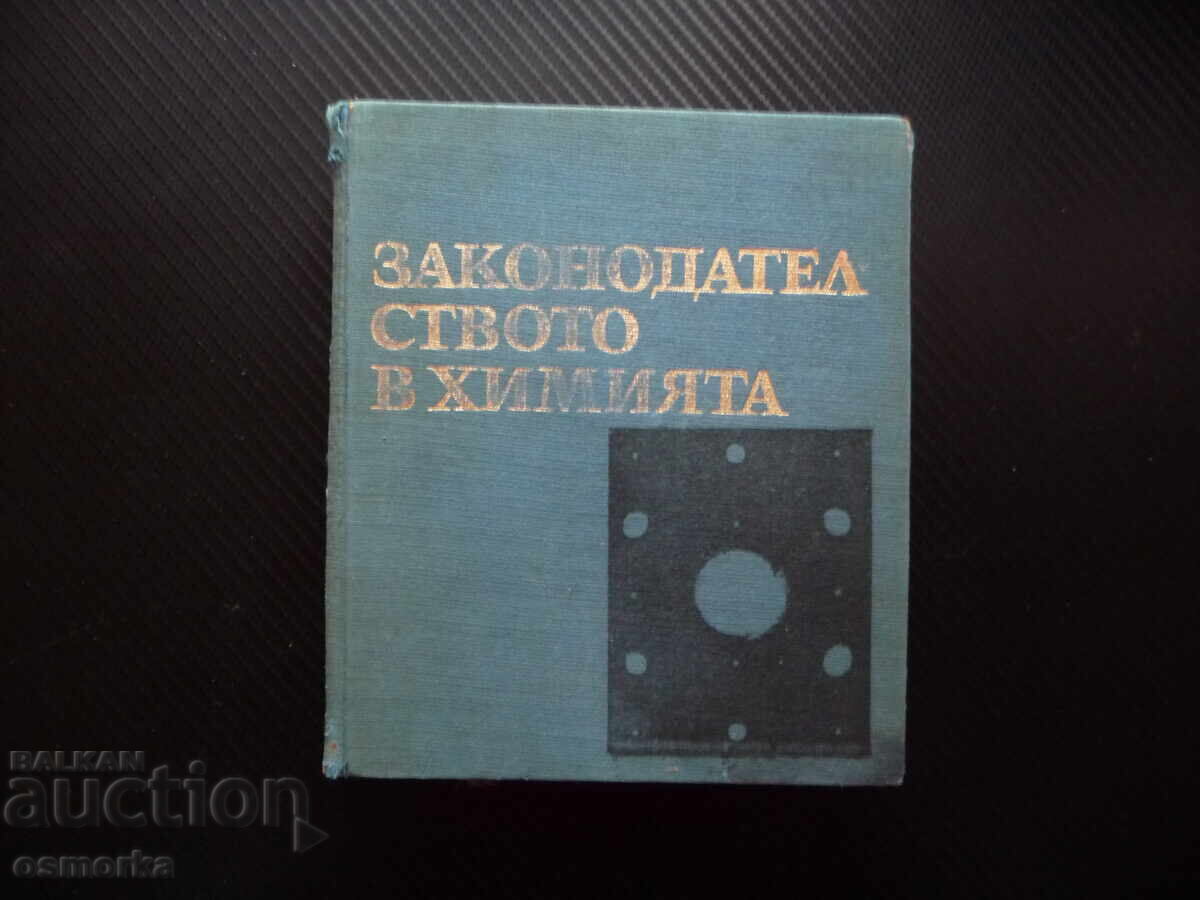 ЗАКОНОДАТЕЛ
СТВОТО
В ХИМИЯТА
BALKAN
auction
osmorka